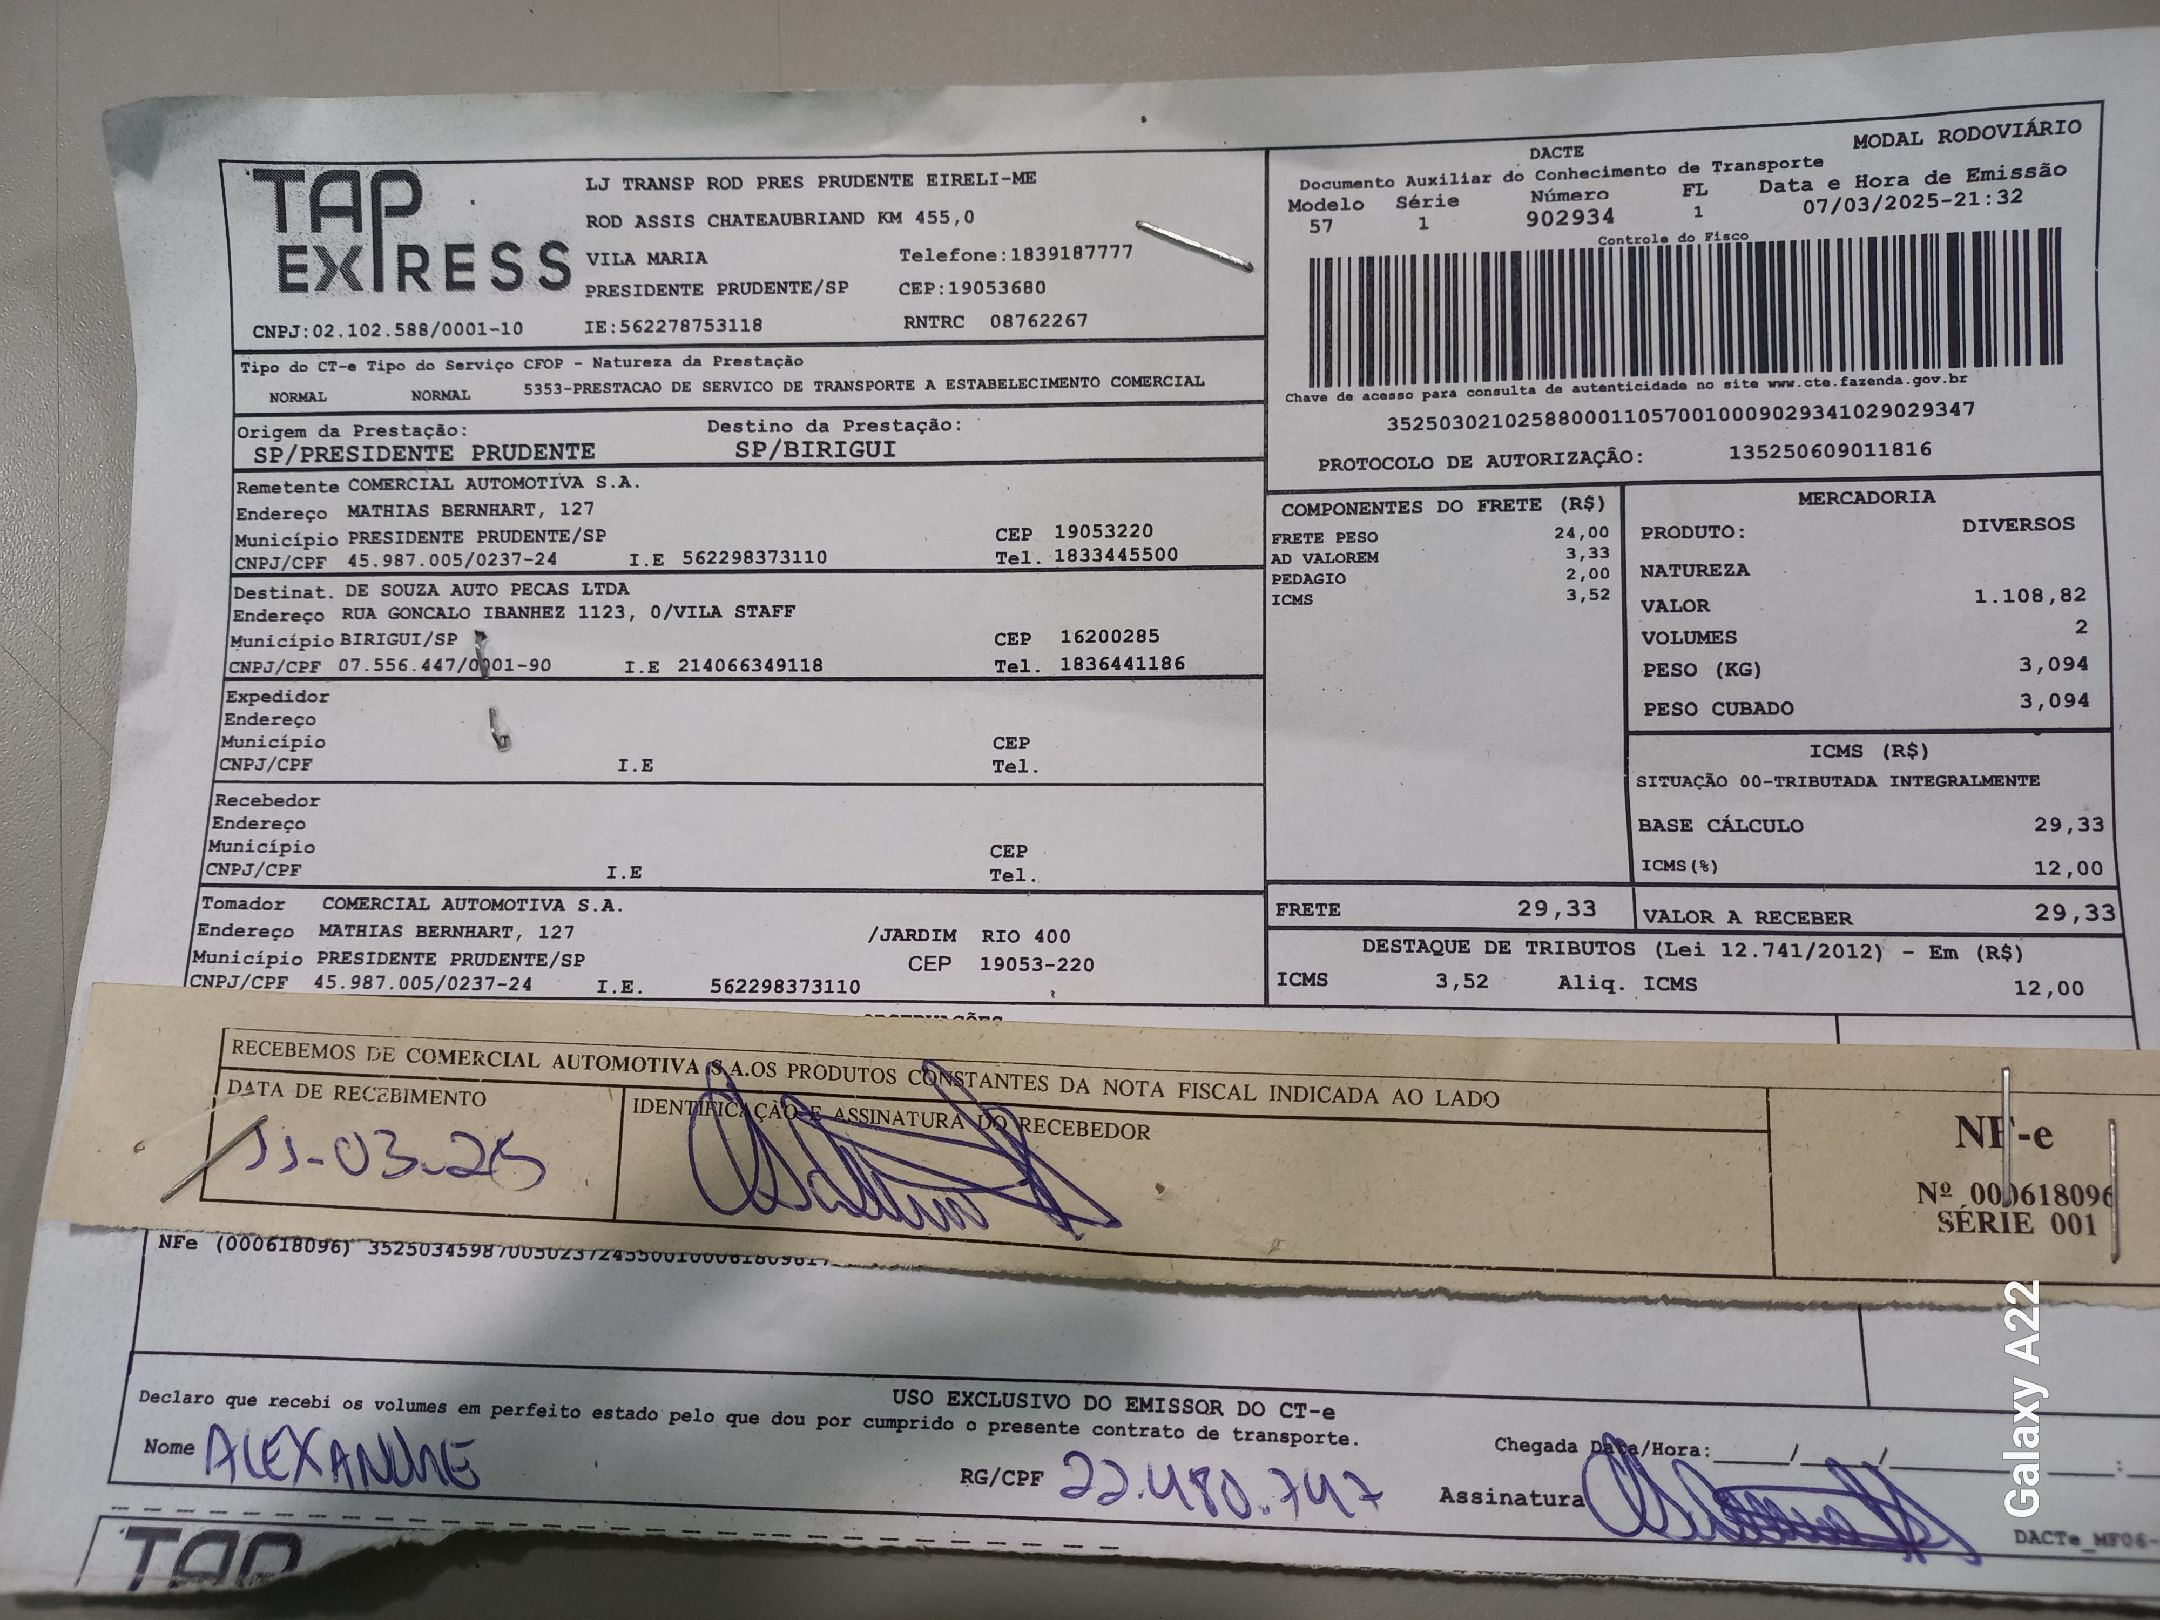 TAP EXPRESS
LJ TRANSP ROD PRES PRUDENTE EIRELI-ME
ROD ASSIS CHATEAUBRIAND KM 455,0
VILA MARIA Telefone:1839187777
PRESIDENTE PRUDENTE/SP CEP:19053680
CNPJ:02.102.588/0001-10 IE:562278753118 RNTRC 08762267
MODAL RODOVIÁRIO
DACTE
Documento Auxiliar do Conhecimento de Transporte
Modelo Série Número FL Data e Hora de Emissão
57 1 902934 1 07/03/2025-21:32
Controle do Fisco
Chave de acesso para consulta de autenticidade no site www.cte.fazenda.gov.br
35250302102588000110570010009029341029029347
PROTOCOLO DE AUTORIZAÇÃO: 135250609011816
Tipo do CT-e Tipo do Serviço CFOP - Natureza da Prestação
NORMAL NORMAL 5353-PRESTACAO DE SERVICO DE TRANSPORTE A ESTABELECIMENTO COMERCIAL
Origem da Prestação: Destino da Prestação:
SP/PRESIDENTE PRUDENTE SP/BIRIGUI
Remetente COMERCIAL AUTOMOTIVA S.A.
Endereço MATHIAS BERNHART, 127
Município PRESIDENTE PRUDENTE/SP CEP 19053220
CNPJ/CPF 45.987.005/0237-24 I.E 562298373110 Tel. 1833445500
Destinat. DE SOUZA AUTO PECAS LTDA
Endereço RUA GONCALO IBANHEZ 1123, 0/VILA STAFF
Município BIRIGUI/SP CEP 16200285
CNPJ/CPF 07.556.447/0001-90 I.E 214066349118 Tel. 1836441186
Expedidor
Endereço
Município CEP
CNPJ/CPF I.E Tel.
Recebedor
Endereço
Município CEP
CNPJ/CPF I.E Tel.
Tomador COMERCIAL AUTOMOTIVA S.A.
Endereço MATHIAS BERNHART, 127 /JARDIM RIO 400
Município PRESIDENTE PRUDENTE/SP CEP 19053-220
CNPJ/CPF 45.987.005/0237-24 I.E. 562298373110
COMPONENTES DO FRETE (R$)
FRETE PESO 24,00
AD VALOREM 3,33
PEDAGIO 2,00
ICMS 3,52
MERCADORIA
PRODUTO: DIVERSOS
NATUREZA
VALOR 1.108,82
VOLUMES 2
PESO (KG) 3,094
PESO CUBADO 3,094
ICMS (R$)
SITUAÇÃO 00-TRIBUTADA INTEGRALMENTE
BASE CÁLCULO 29,33
ICMS(%) 12,00
FRETE 29,33 VALOR A RECEBER 29,33
DESTAQUE DE TRIBUTOS (Lei 12.741/2012) - Em (R$)
ICMS 3,52 Aliq. ICMS 12,00
OBSERVAÇÕES
RECEBEMOS DE COMERCIAL AUTOMOTIVA S.A.OS PRODUTOS CONSTANTES DA NOTA FISCAL INDICADA AO LADO
DATA DE RECEBIMENTO IDENTIFICAÇÃO E ASSINATURA DO RECEBEDOR
11-03-25
NF-e
Nº 000618096
SÉRIE 001
NFe (000618096)
USO EXCLUSIVO DO EMISSOR DO CT-e
Declaro que recebi os volumes em perfeito estado pelo que dou por cumprido o presente contrato de transporte.
Nome ALEXANDRE RG/CPF 22.480.747 Chegada Data/Hora:____/____/____ ___:
Assinatura
DACTe_MF06-
TAP
Galaxy A22